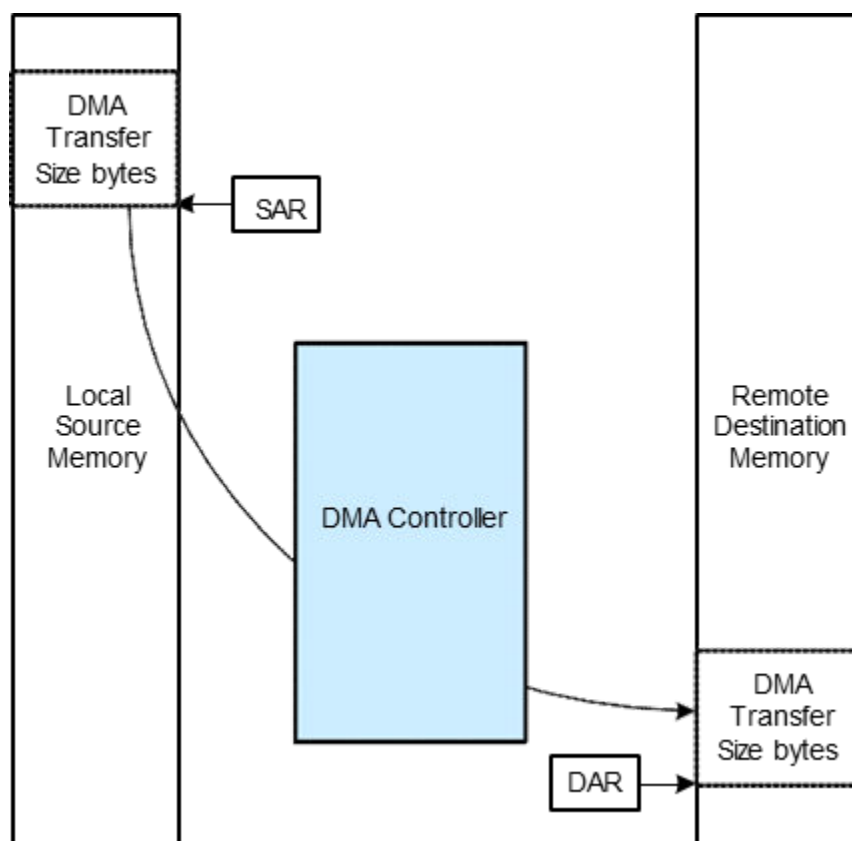 DMA
Transfer
Size bytes
SAR
Local
Source
Memory
DMA Controller
Remote
Destination
Memory
DMA
Transfer
Size bytes
DAR